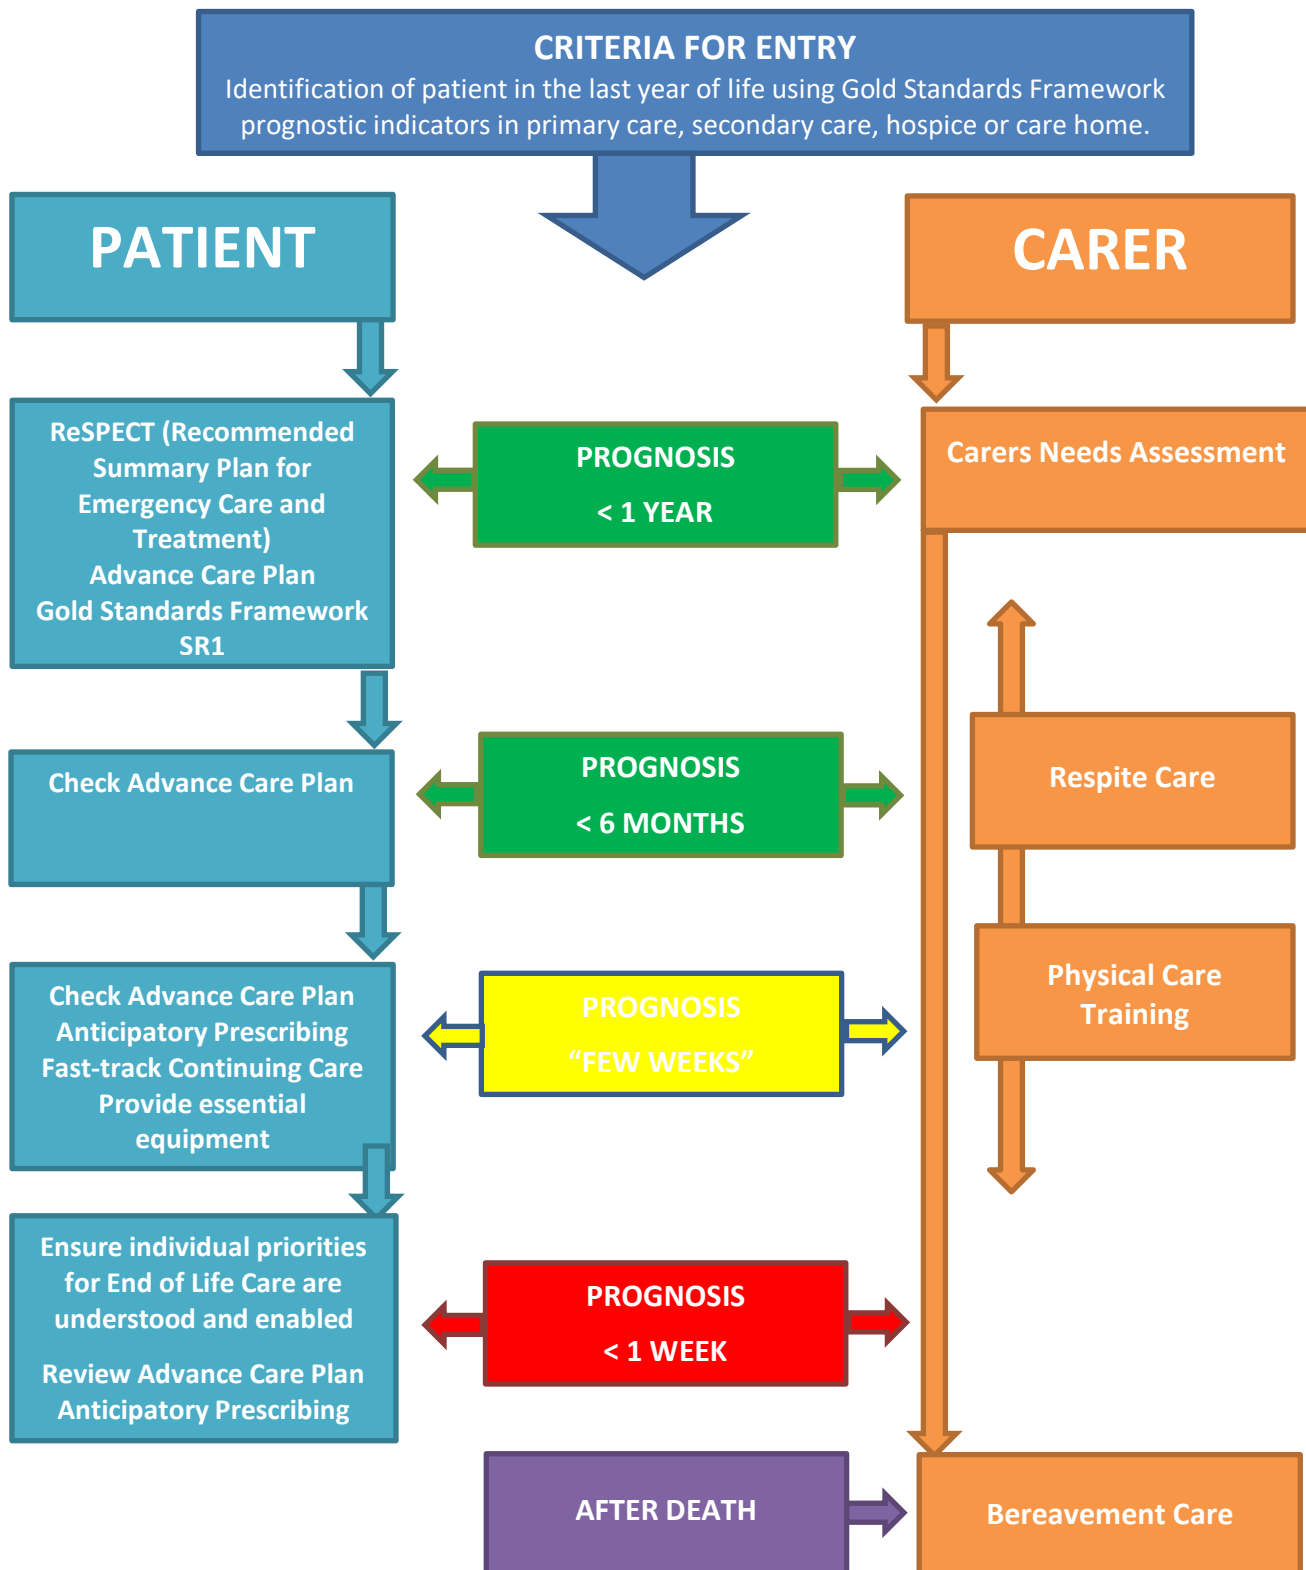 CRITERIA FOR ENTRY
Identification of patient in the last year of life using Gold Standards Framework
prognostic indicators in primary care, secondary care, hospice or care home.
PATIENT
CARER
ReSPECT (Recommended
Summary Plan for
Emergency Care and
Treatment)
Advance Care Plan
Gold Standards Framework
SR1
PROGNOSIS
< 1 YEAR
Carers Needs Assessment
Check Advance Care Plan
PROGNOSIS
< 6 MONTHS
Respite Care
Check Advance Care Plan
Anticipatory Prescribing
Fast-track Continuing Care
Provide essential
equipment
PROGNOSIS
“FEW WEEKS”
Physical Care
Training
Ensure individual priorities
for End of Life Care are
understood and enabled
Review Advance Care Plan
Anticipatory Prescribing
PROGNOSIS
< 1 WEEK
AFTER DEATH
Bereavement Care